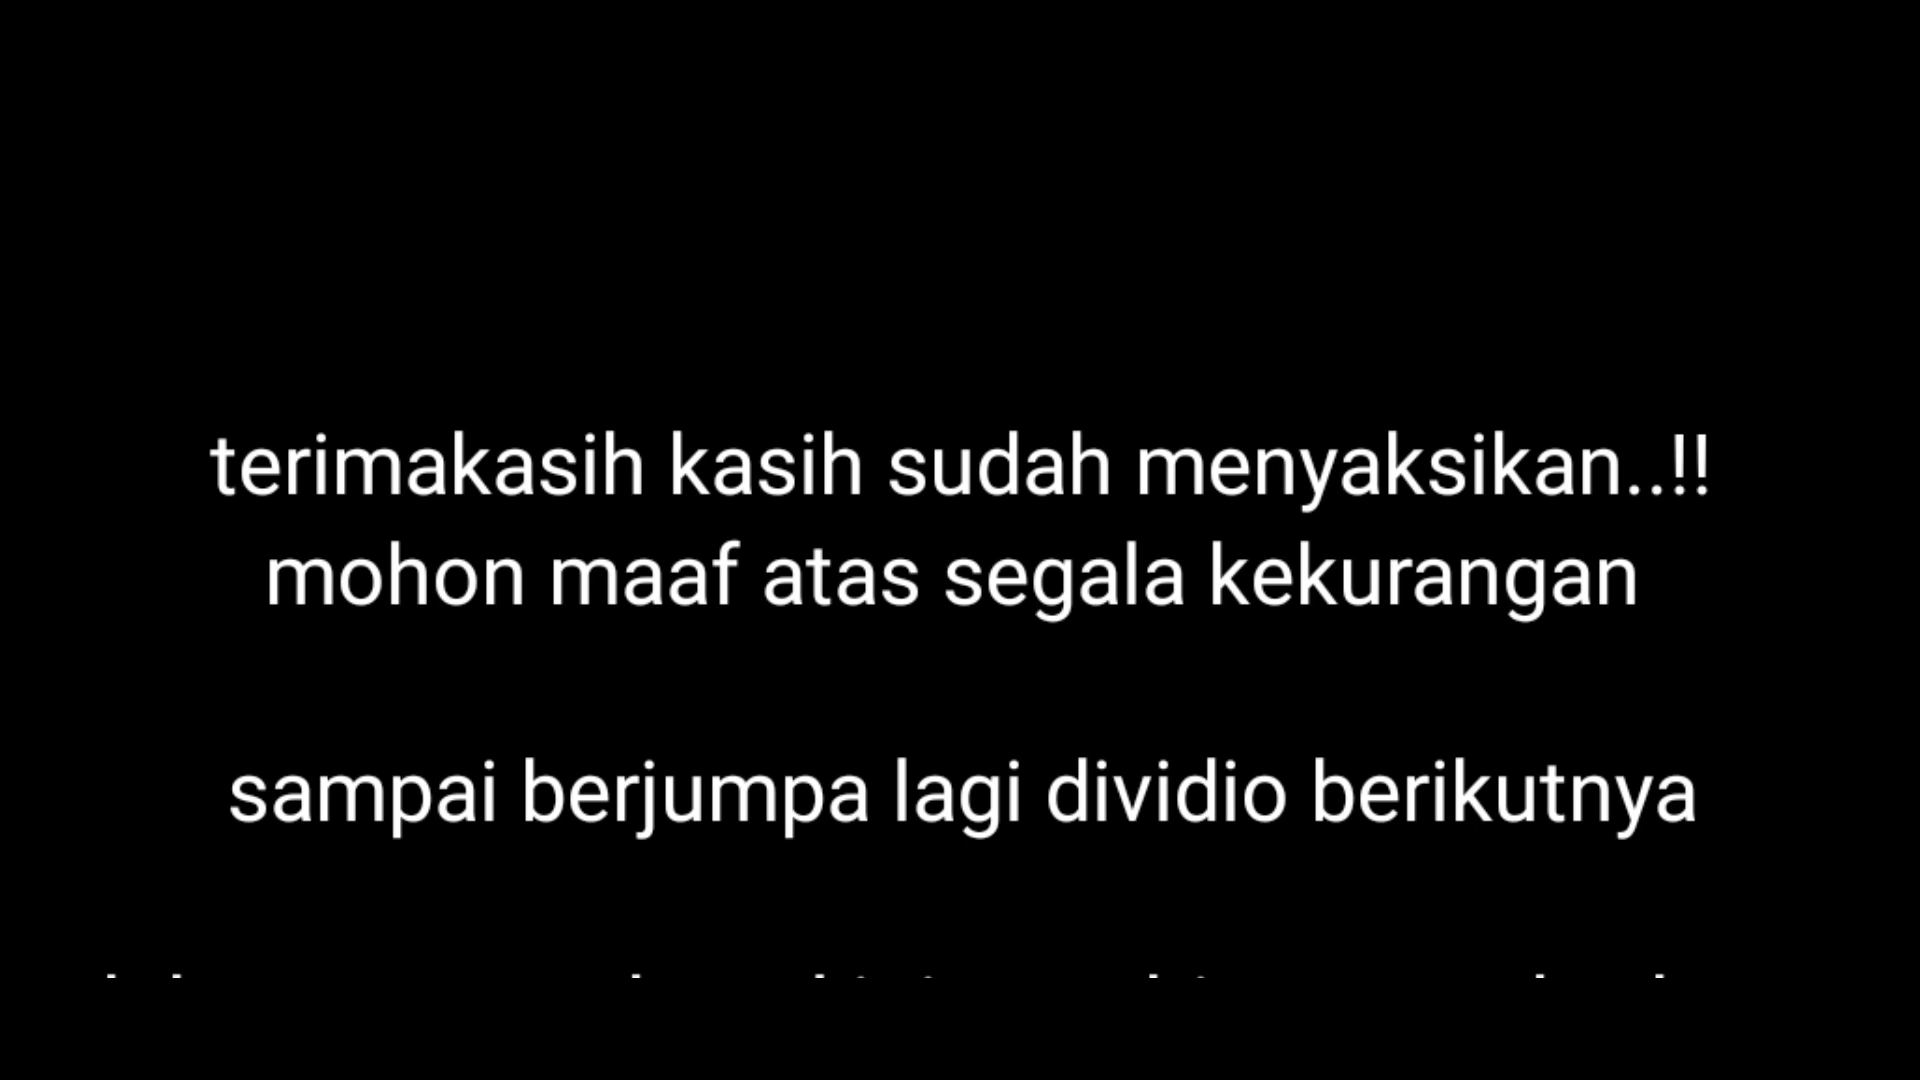 terimakasih kasih sudah menyaksikan..!!
mohon maaf atas segala kekurangan
sampai berjumpa lagi dividio berikutnya